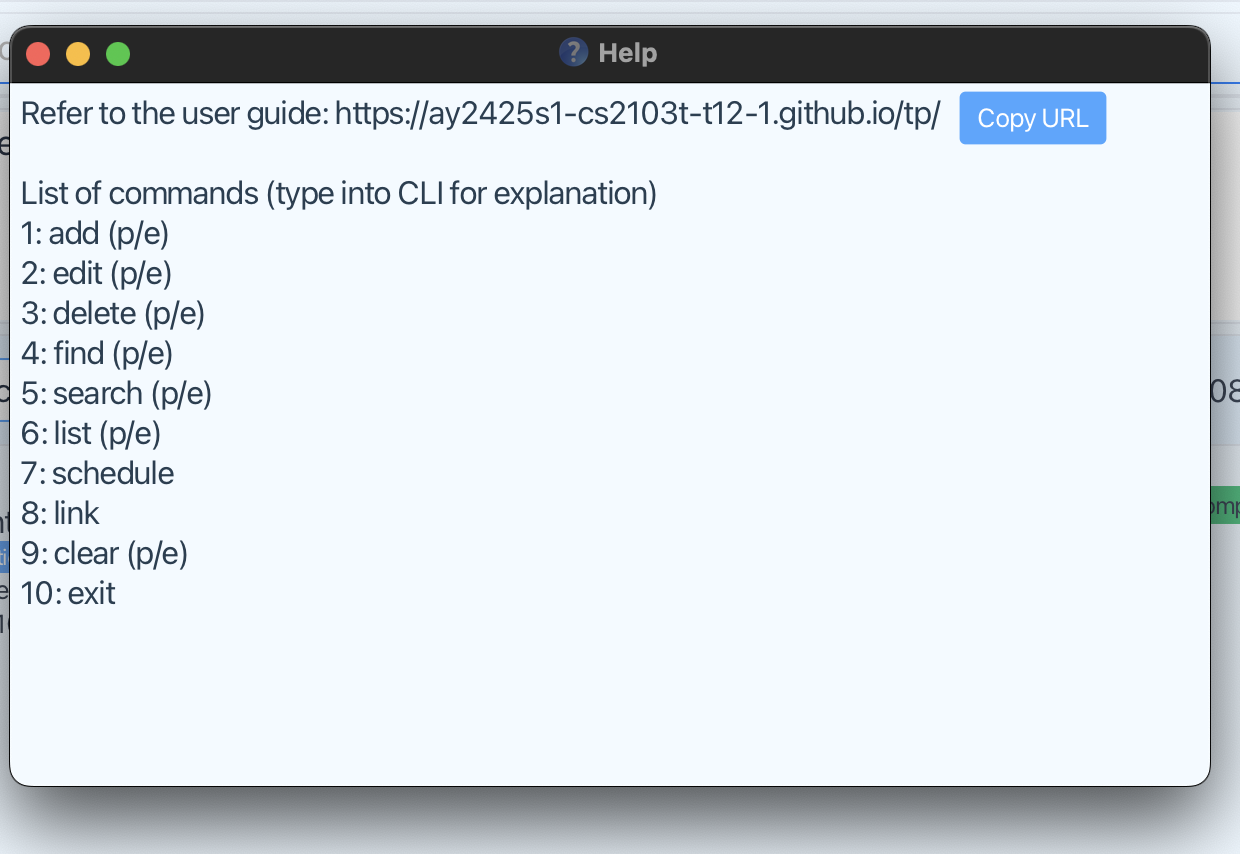 Help
Refer to the user guide: https://ay2425s1-cs2103t-t12-1.github.io/tp/ Copy URL
List of commands (type into CLI for explanation)
1: add (p/e)
2: edit (p/e)
3: delete (p/e)
4: find (p/e)
5: search (p/e)
6: list (p/e)
7: schedule
8: link
9: clear (p/e)
10: exit